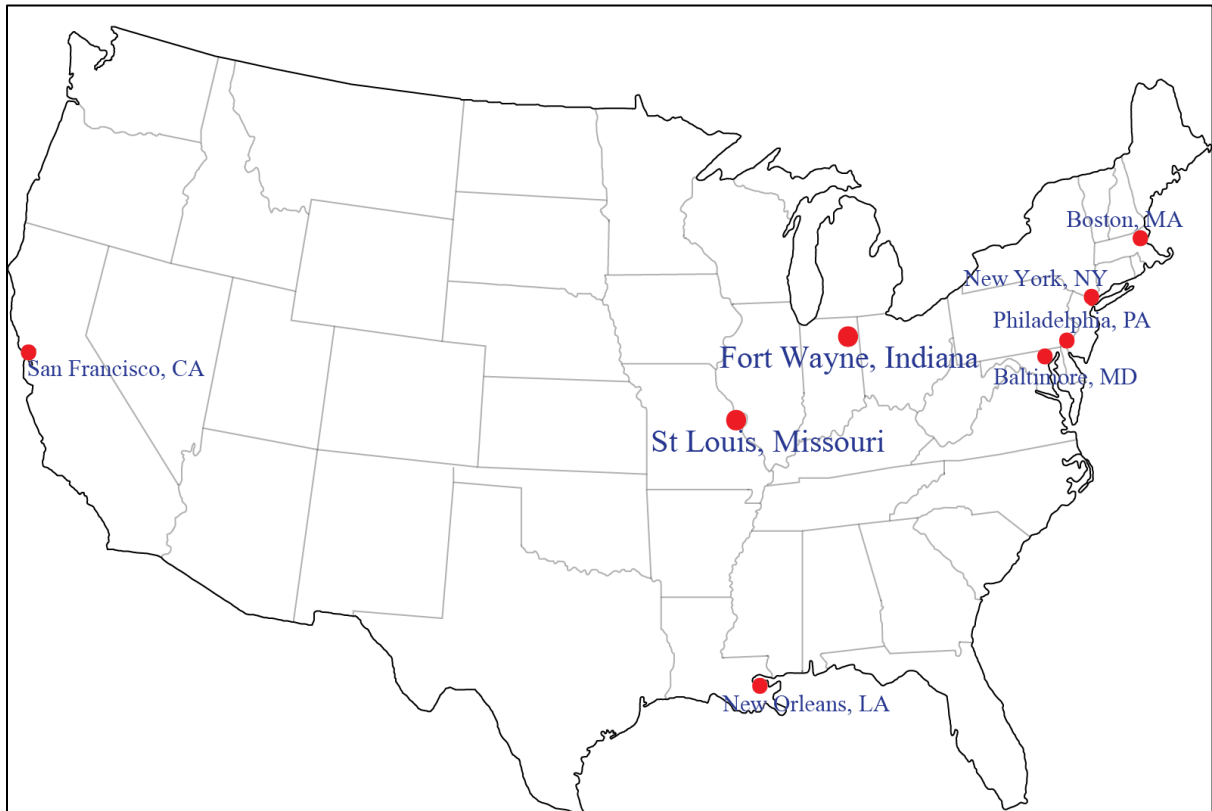 Boston, MA
New York, NY
Philadelphia, PA
Fort Wayne, Indiana
San Francisco, CA
Baltimore, MD
St Louis, Missouri
New Orleans, LA